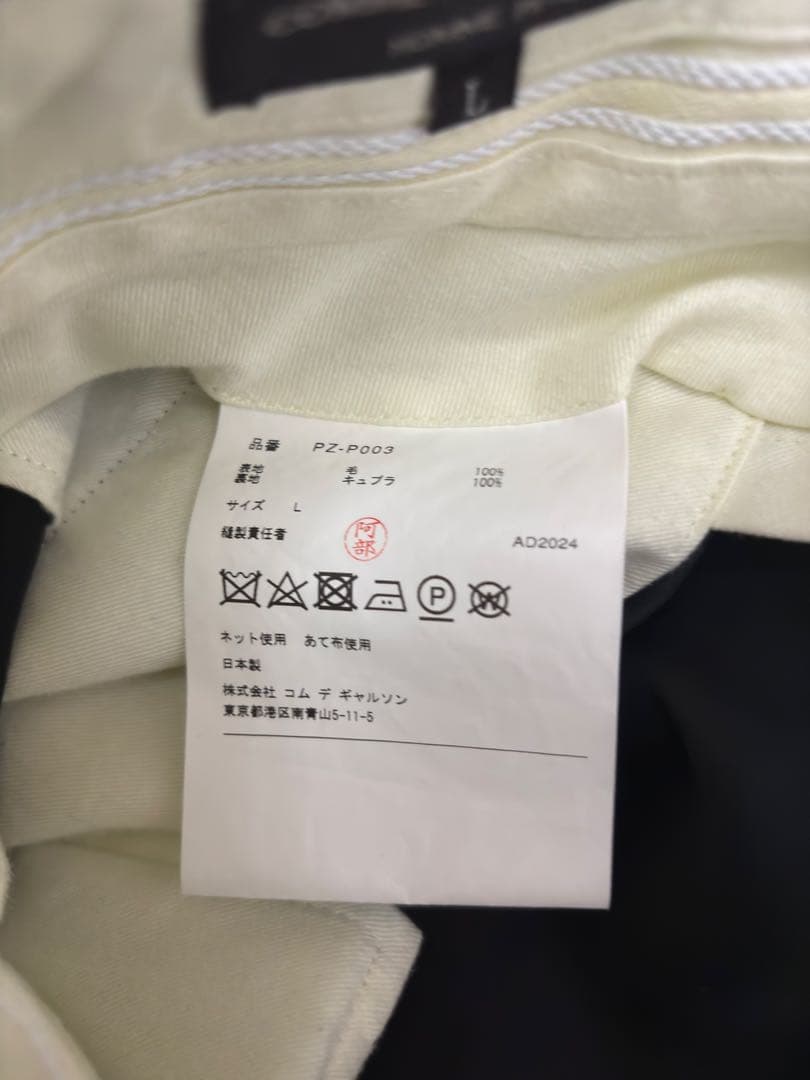 L
品番 PZ-P003
表地 毛 100%
裏地 キュプラ 100%
サイズ L
縫製責任者 阿部 AD2024
P W
ネット使用 あて布使用
日本製
株式会社 コム デ ギャルソン
東京都港区南青山5-11-5